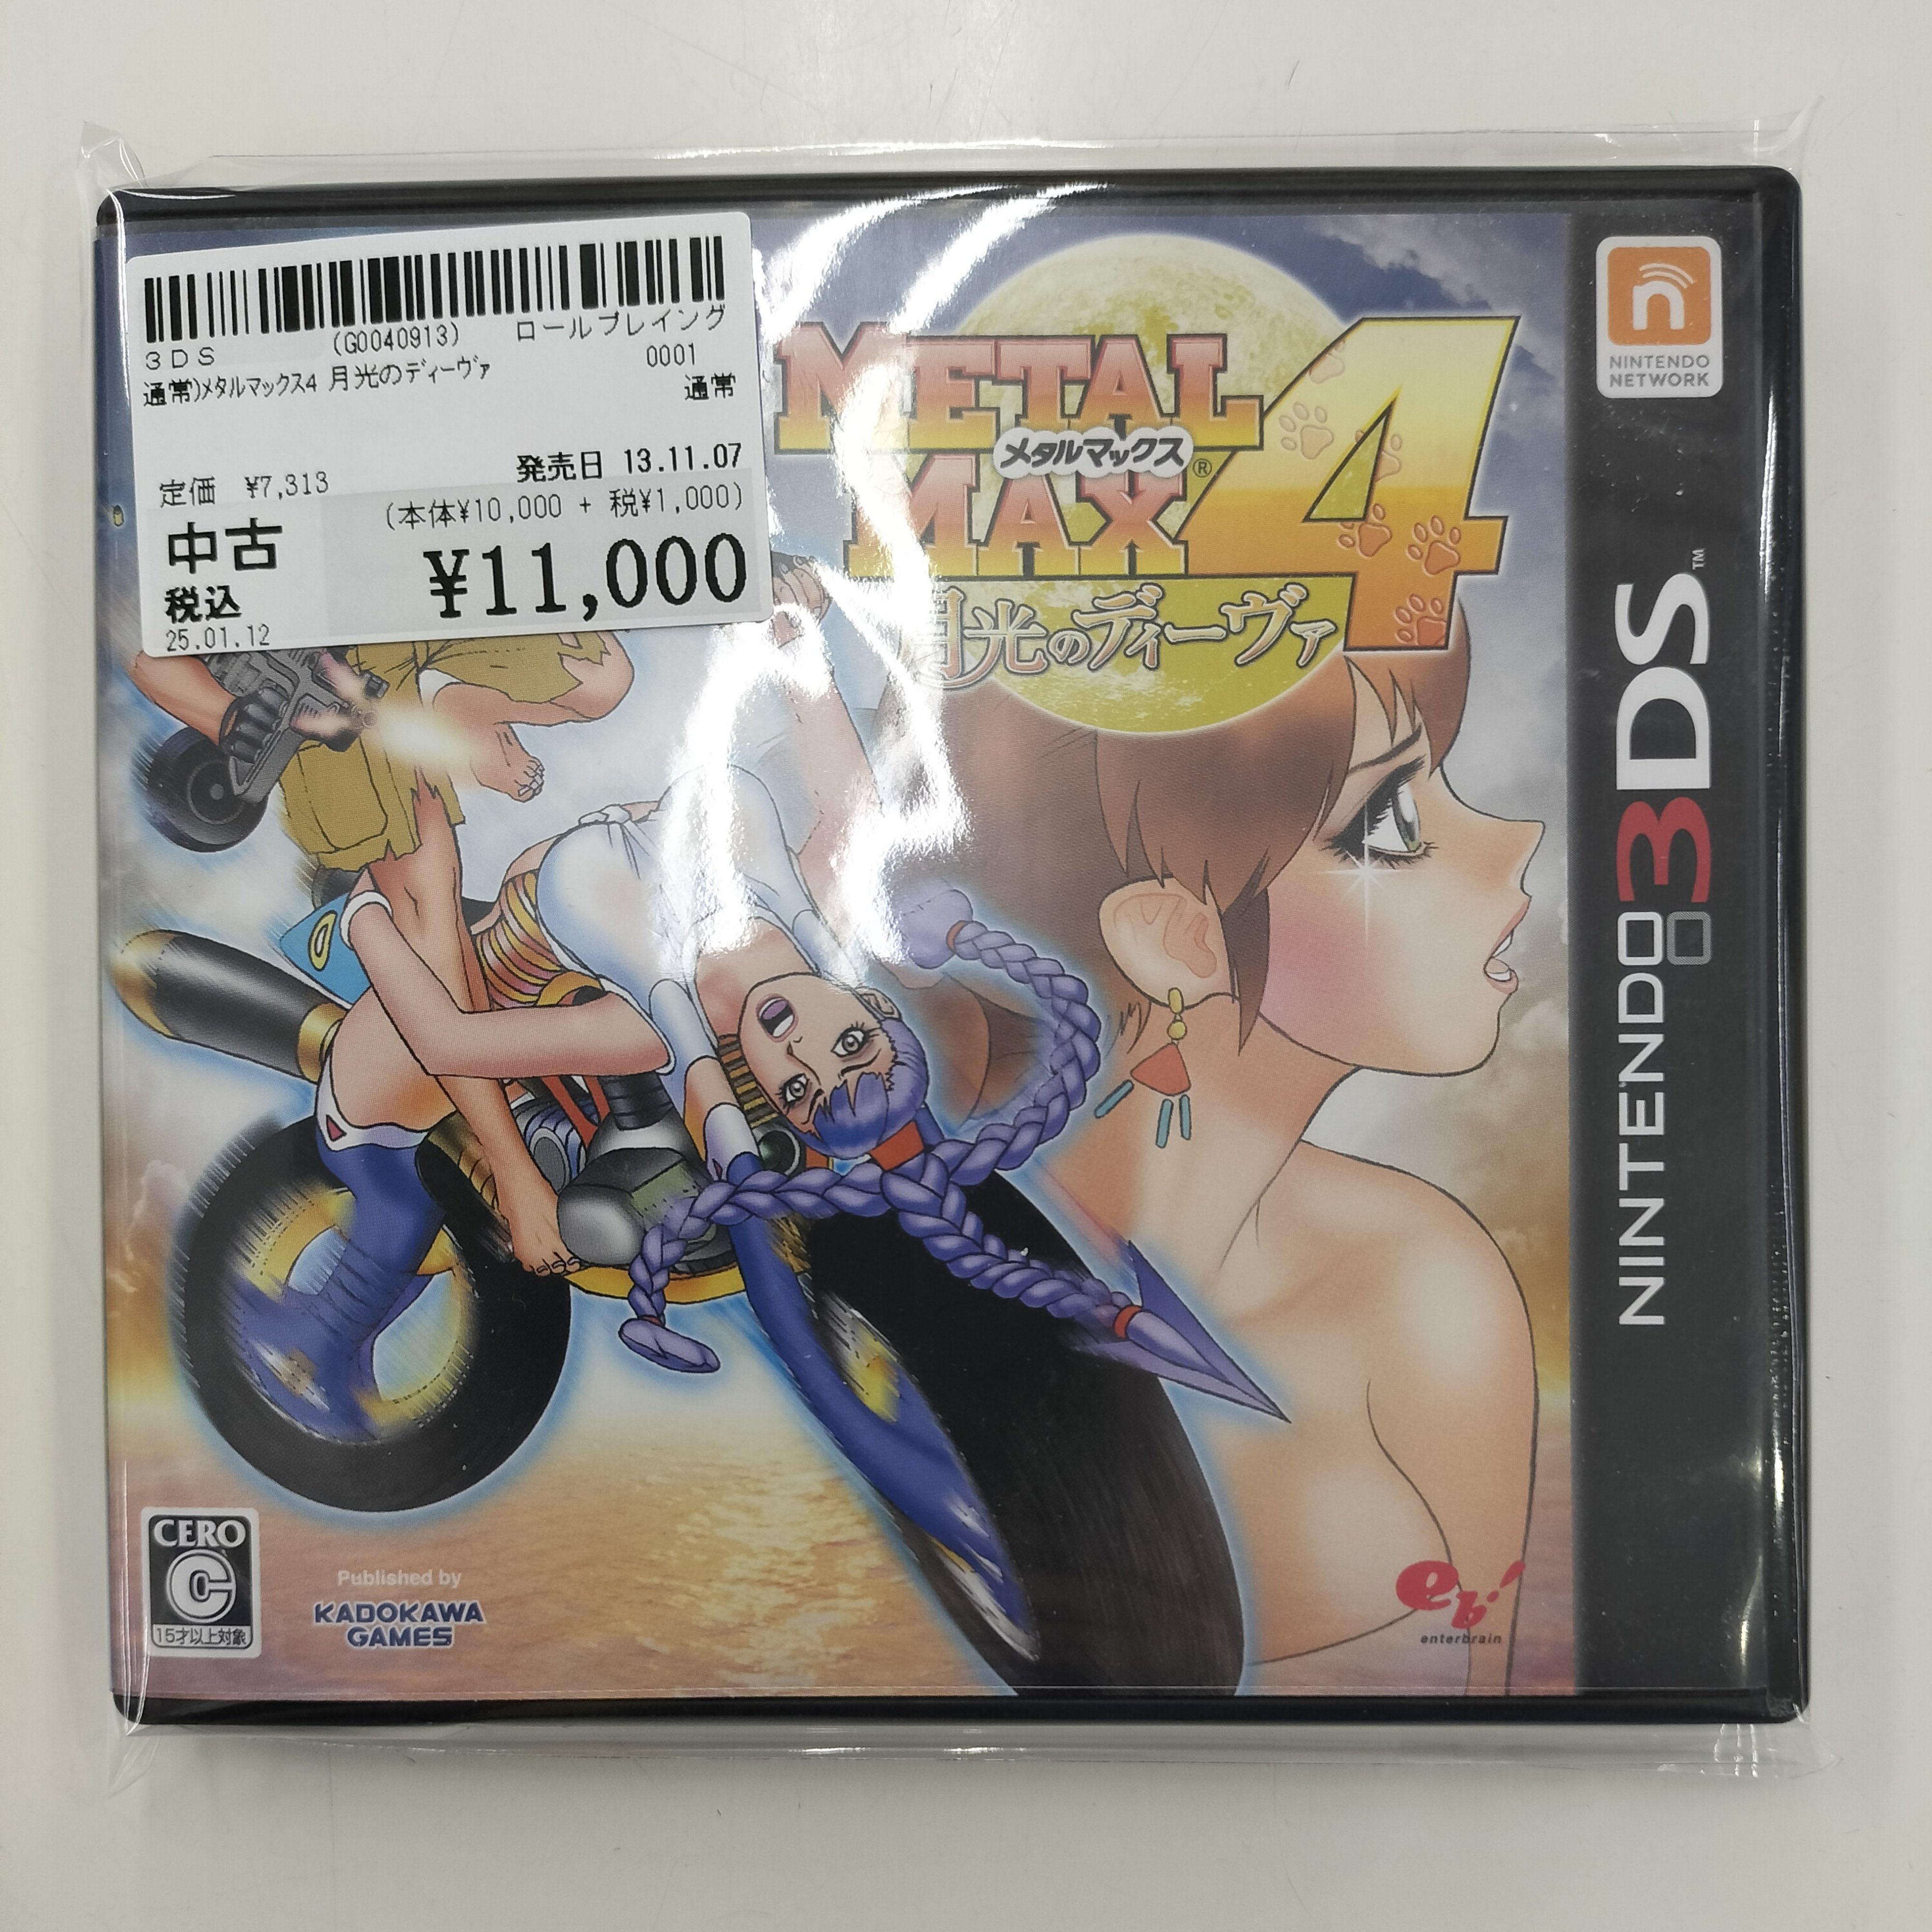 (G0040913)
ロールプレイング
3DS
0001
通常)メタルマックス4 月光のディーヴァ
通常
発売日 13.11.07
定価 ¥7,313
(本体¥10,000 + 税¥1,000)
中古
¥11,000
税込
25.01.12
METAL
メタルマックス®
MAX
4
月光のディーヴァ
n
NINTENDO
NETWORK
NINTENDO 3DS™
CERO
C
15才以上対象
Published by
KADOKAWA
GAMES
eb!
enterbrain